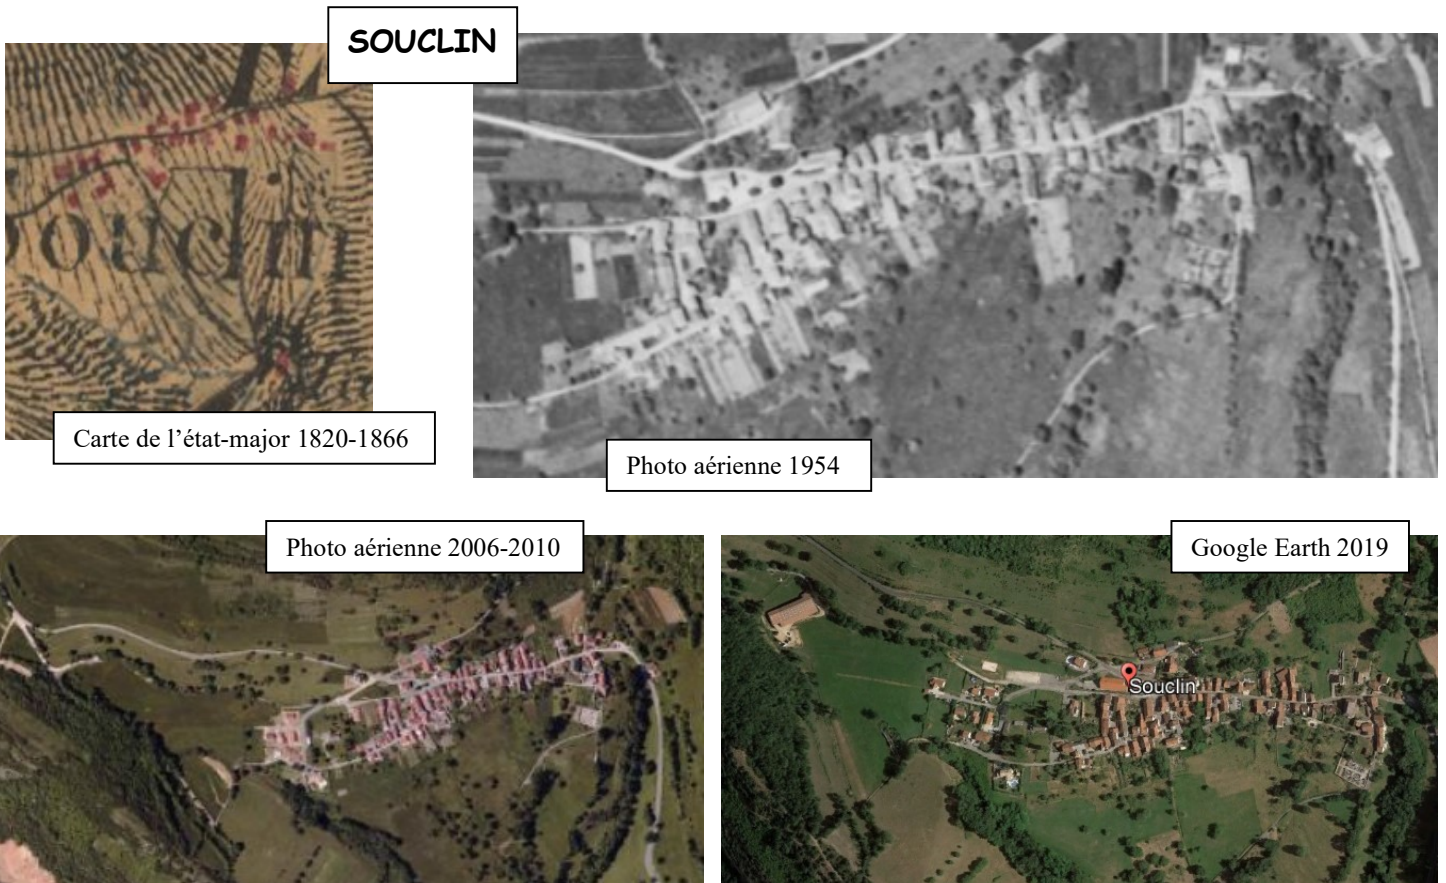 SOUCLIN
Carte de l’état-major 1820-1866
Photo aérienne 1954
Photo aérienne 2006-2010
Google Earth 2019
Souclin